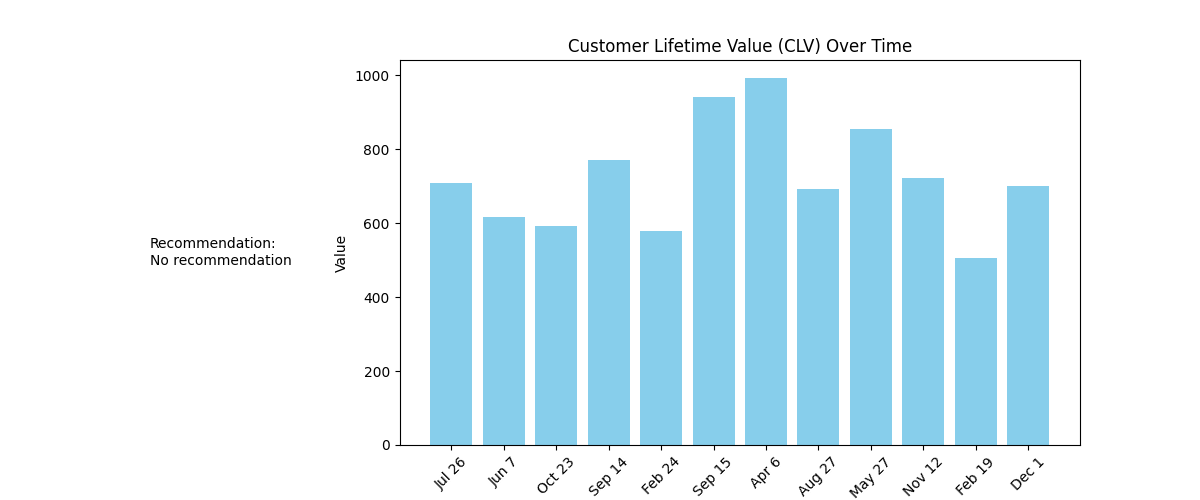 Customer Lifetime Value (CLV) Over Time
1000
800
600
400
200
0
Value
Recommendation:
No recommendation
Jul 26
Jun 7
Oct 23
Sep 14
Feb 24
Sep 15
Apr 6
Aug 27
May 27
Nov 12
Feb 19
Dec 1